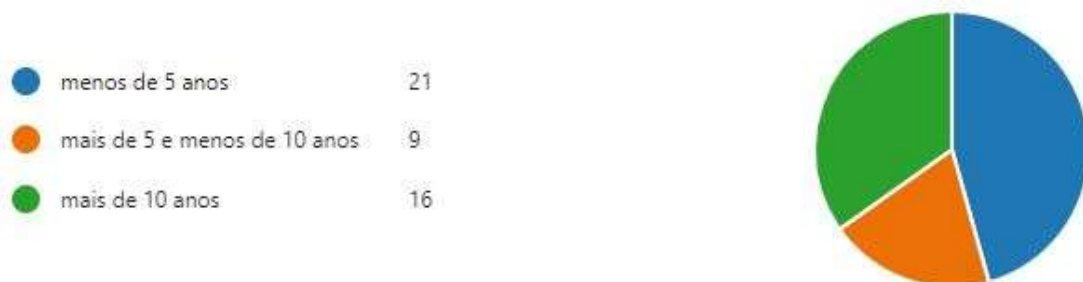 menos de 5 anos 21
mais de 5 e menos de 10 anos 9
mais de 10 anos 16